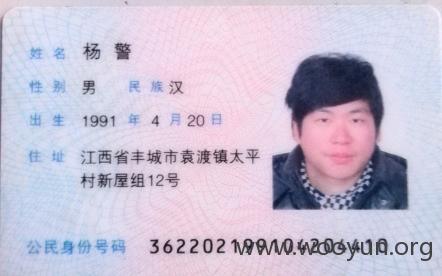 姓名 杨警
性别 男 民族 汉
出生 1991 年 4 月 20 日
住址 江西省丰城市袁渡镇太平
村新屋组12号
公民身份号码
www.wooyun.org